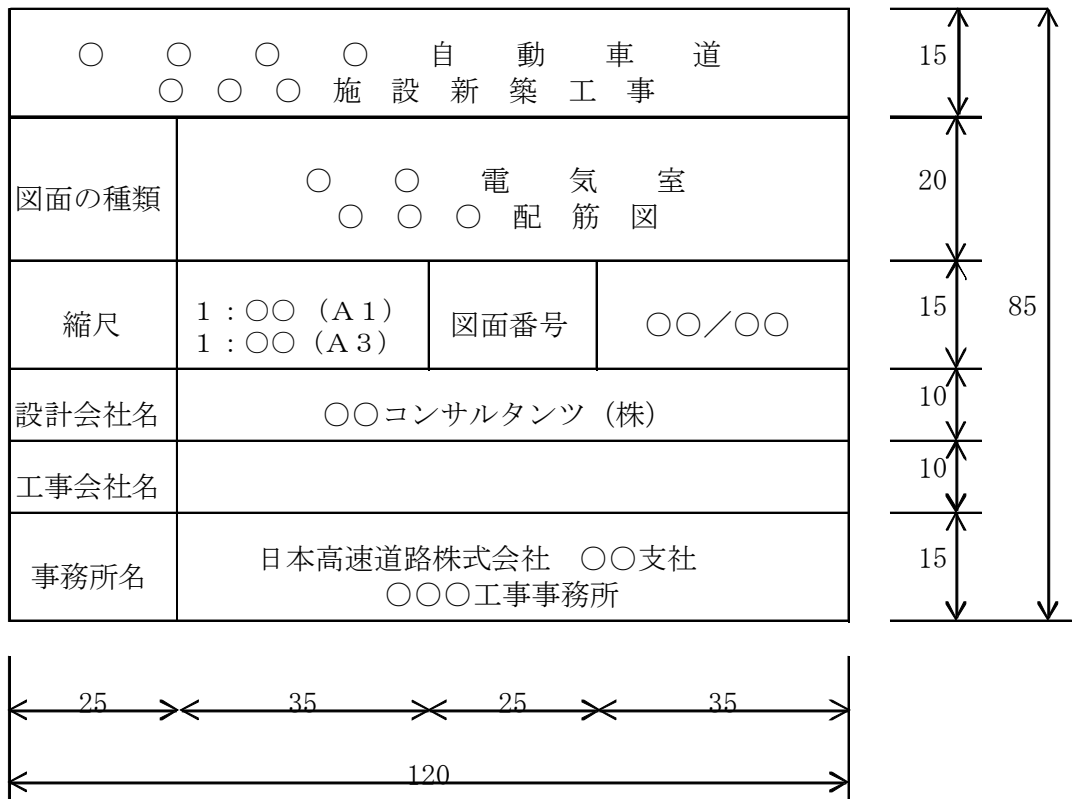 ○ ○ ○ ○ 自 動 車 道
○ ○ ○ 施 設 新 築 工 事
図面の種類
○ ○ 電 気 室
○ ○ ○ 配 筋 図
縮尺
1:○○(A1)
1:○○(A3)
図面番号
○○/○○
設計会社名
○○コンサルタンツ(株)
工事会社名
事務所名
日本高速道路株式会社 ○○支社
○○○工事事務所
15
20
15
85
10
10
15
25
35
25
35
120